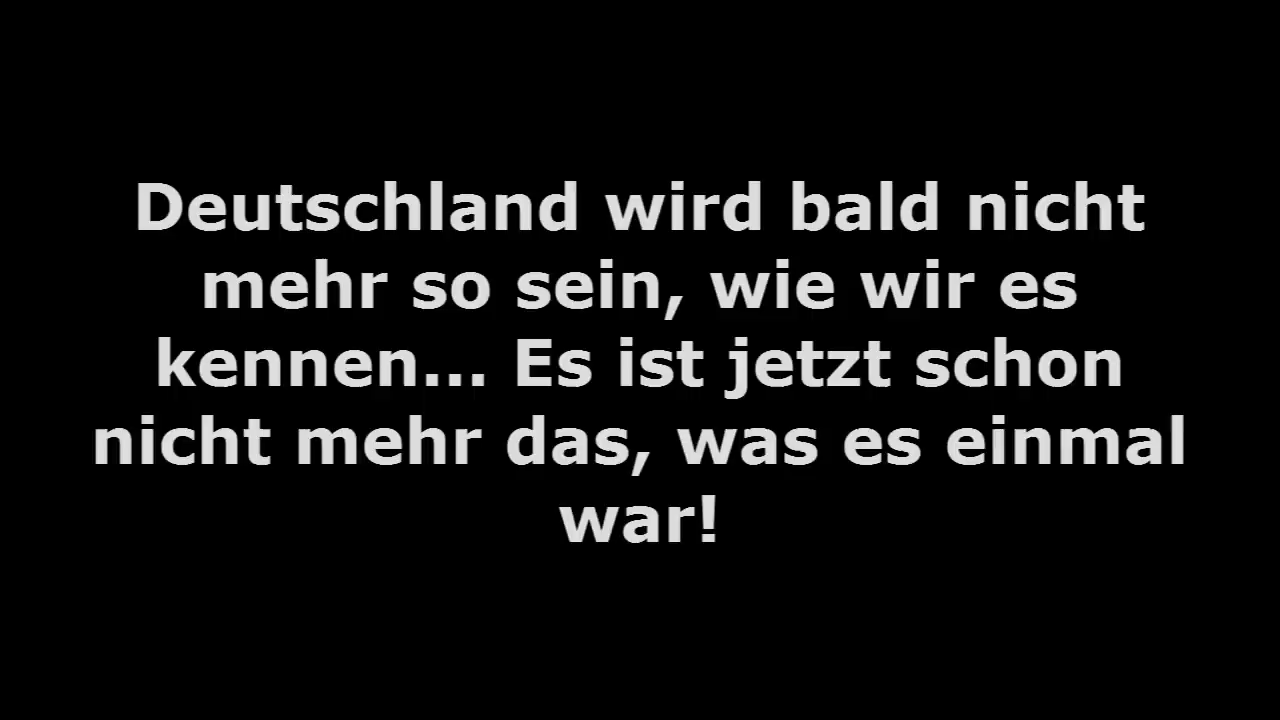 Deutschland wird bald nicht
mehr so sein, wie wir es
kennen... Es ist jetzt schon
nicht mehr das, was es einmal
war!